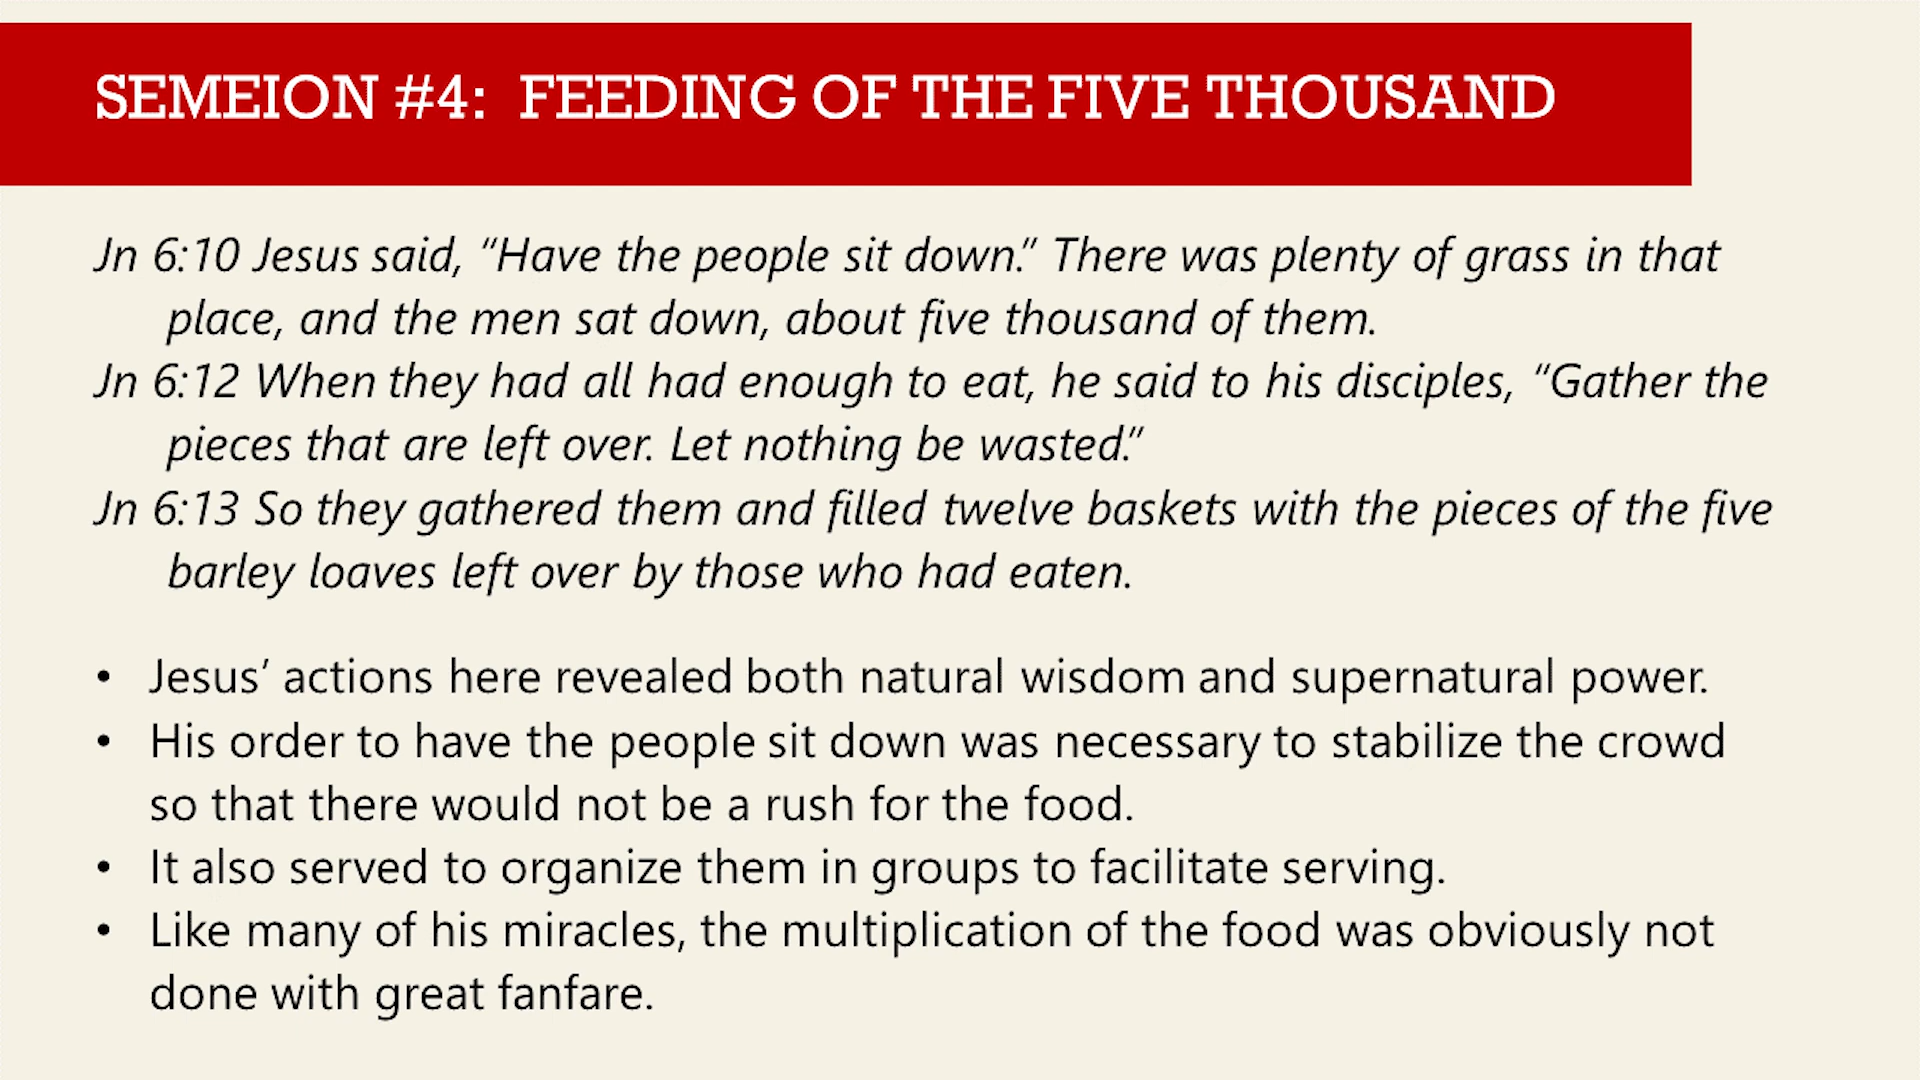 SEMEION #4:  FEEDING OF THE FIVE THOUSAND
Jn 6:10 Jesus said, “Have the people sit down.” There was plenty of grass in that
place, and the men sat down, about five thousand of them.
Jn 6:12 When they had all had enough to eat, he said to his disciples, “Gather the
pieces that are left over. Let nothing be wasted.”
Jn 6:13 So they gathered them and filled twelve baskets with the pieces of the five
barley loaves left over by those who had eaten.
• Jesus’ actions here revealed both natural wisdom and supernatural power.
• His order to have the people sit down was necessary to stabilize the crowd
so that there would not be a rush for the food.
• It also served to organize them in groups to facilitate serving.
• Like many of his miracles, the multiplication of the food was obviously not
done with great fanfare.